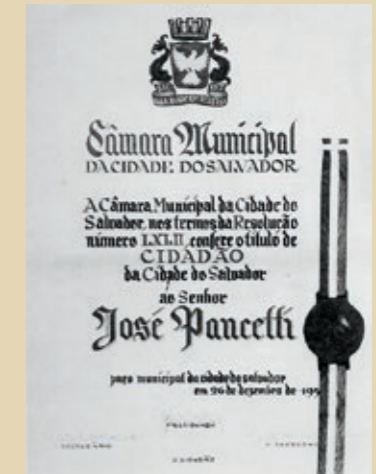 Câmara Municipal
DA CIDADE DO SALVADOR
A Câmara Municipal da Cidade do
Salvador, nos termos da Resolução
número LXLII, confere o título de
CIDADÃO
da Cidade do Salvador
ao Senhor
José Pancetti
paço municipal da cidade do salvador
em 26 de dezembro de